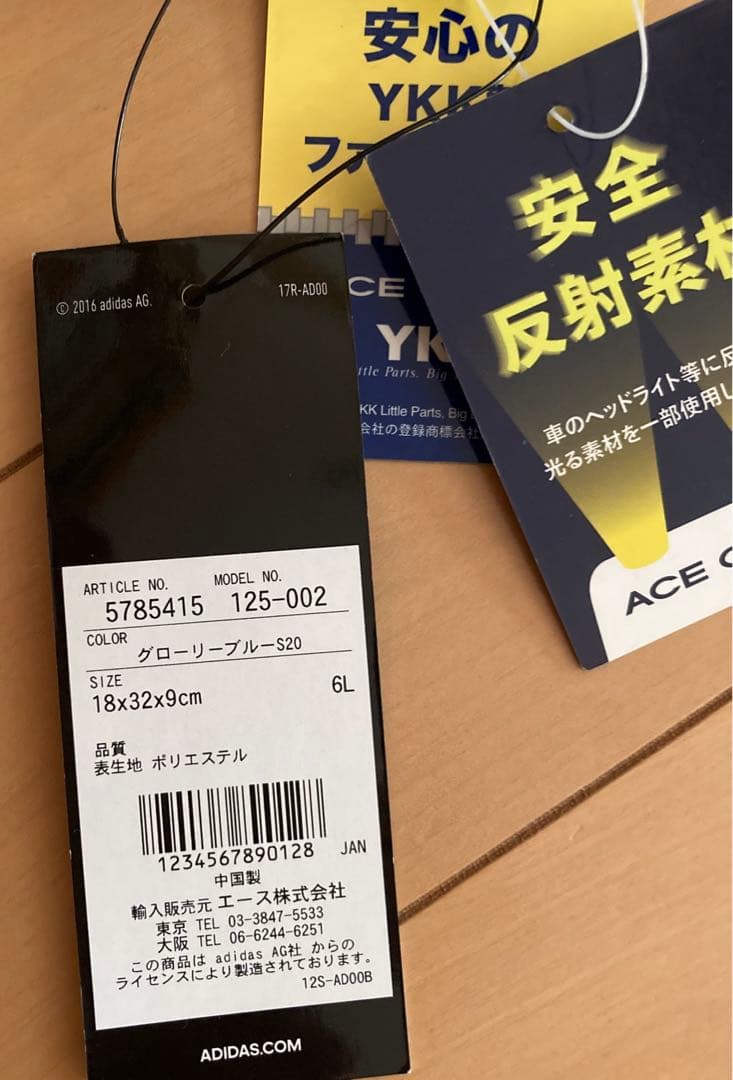 安心の
YKK
ファ
CE
YK
ttle Parts. Big
KK Little Parts, Big
会社の登録商標会社
安全
反射素材
車のヘッドライト等に反
光る素材を一部使用し
ACE
© 2016 adidas AG.
17R-AD00
ARTICLE NO. MODEL NO.
5785415 125-002
COLOR
グローリーブルーS20
SIZE
18x32x9cm 6L
品質
表生地 ポリエステル
1234567890128 JAN
中国製
輸入販売元 エース株式会社
東京 TEL 03-3847-5533
大阪 TEL 06-6244-6251
この商品は adidas AG社 からの
ライセンスにより製造されております。
12S-AD00B
ADIDAS.COM